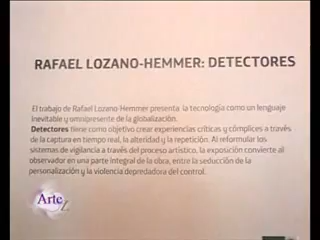 RAFAEL LOZANO-HEMMER: DETECTORES
El trabajo de Rafael Lozano-Hemmer presenta la tecnología como un lenguaje
inevitable y omnipresente de la globalización.
Detectores tiene como objetivo crear experiencias críticas y cómplices a través
de la captura en tiempo real, la alteridad y la repetición. Al reformular los
sistemas de vigilancia a través del proceso artístico, la exposición convierte al
observador en una parte integral de la obra, entre la seducción de la
personalización y la violencia depredadora del control.
Arte